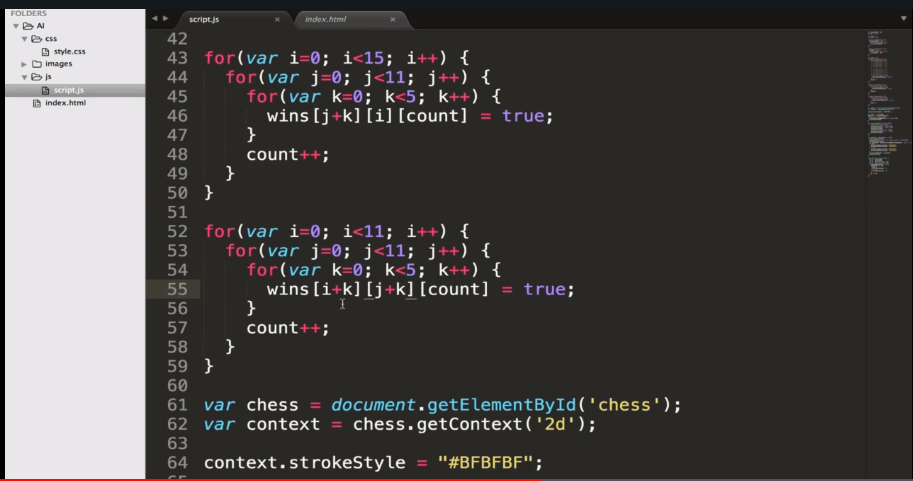 FOLDERS
AI
css
style.css
images
js
script.js
index.html
script.js × index.html ×
42
43 for(var i=0; i<15; i++) {
44 for(var j=0; j<11; j++) {
45 for(var k=0; k<5; k++) {
46 wins[j+k][i][count] = true;
47 }
48 count++;
49 }
50 }
51
52 for(var i=0; i<11; i++) {
53 for(var j=0; j<11; j++) {
54 for(var k=0; k<5; k++) {
55 wins[i+k][j+k][count] = true;
56 }
57 count++;
58 }
59 }
60
61 var chess = document.getElementById('chess');
62 var context = chess.getContext('2d');
63
64 context.strokeStyle = "#BFBFBF";